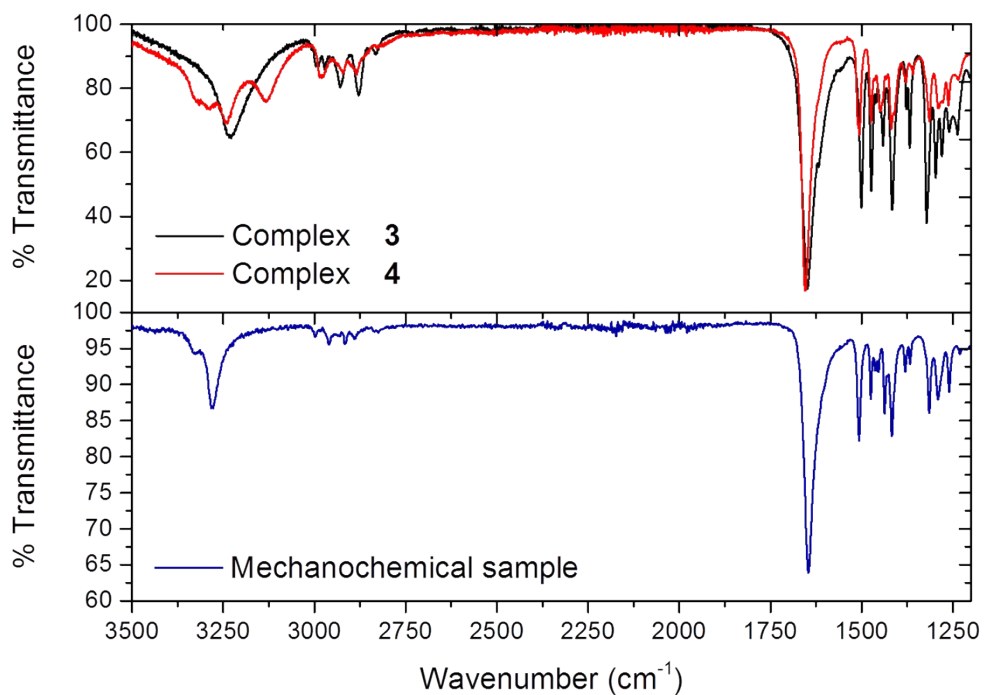 100
80
60
40
20
% Transmittance
Complex 3
Complex 4
100
95
90
85
80
75
70
65
60
% Transmittance
Mechanochemical sample
3500 3250 3000 2750 2500 2250 2000 1750 1500 1250
Wavenumber (cm⁻¹)